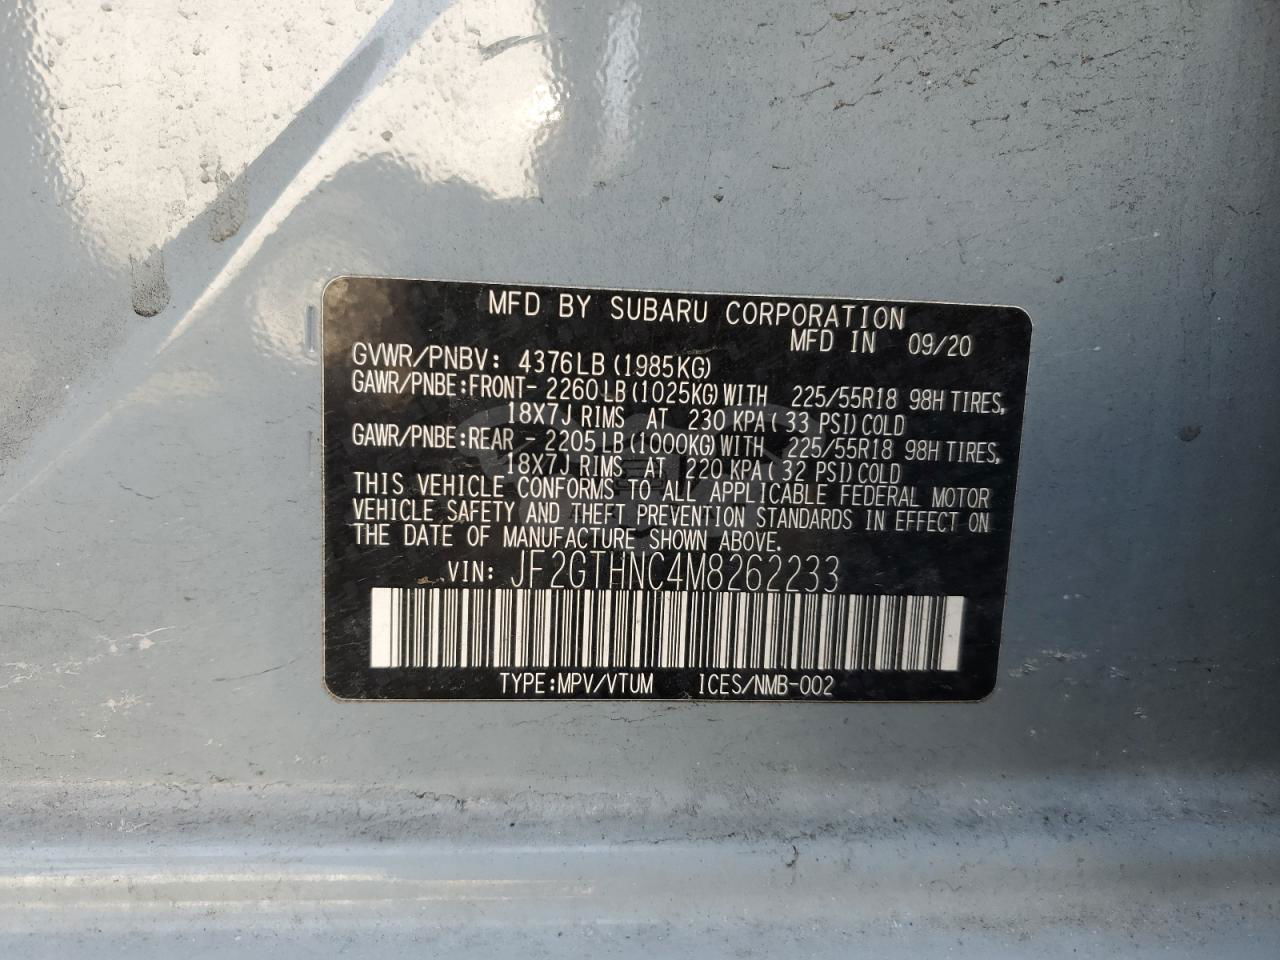 MFD BY SUBARU CORPORATION
MFD IN 09/20
GVWR/PNBV: 4376LB (1985KG)
GAWR/PNBE:FRONT- 2260LB (1025KG) WITH 225/55R18 98H TIRES,
18X7J RIMS AT 230 KPA( 33 PSI) COLD
GAWR/PNBE:REAR - 2205LB (1000KG) WITH 225/55R18 98H TIRES,
18X7J RIMS AT 220 KPA( 32 PSI) COLD
THIS VEHICLE CONFORMS TO ALL APPLICABLE FEDERAL MOTOR
VEHICLE SAFETY AND THEFT PREVENTION STANDARDS IN EFFECT ON
THE DATE OF MANUFACTURE SHOWN ABOVE.
VIN: JF2GTHNC4M8262233
TYPE:MPV/VTUM ICES/NMB-002